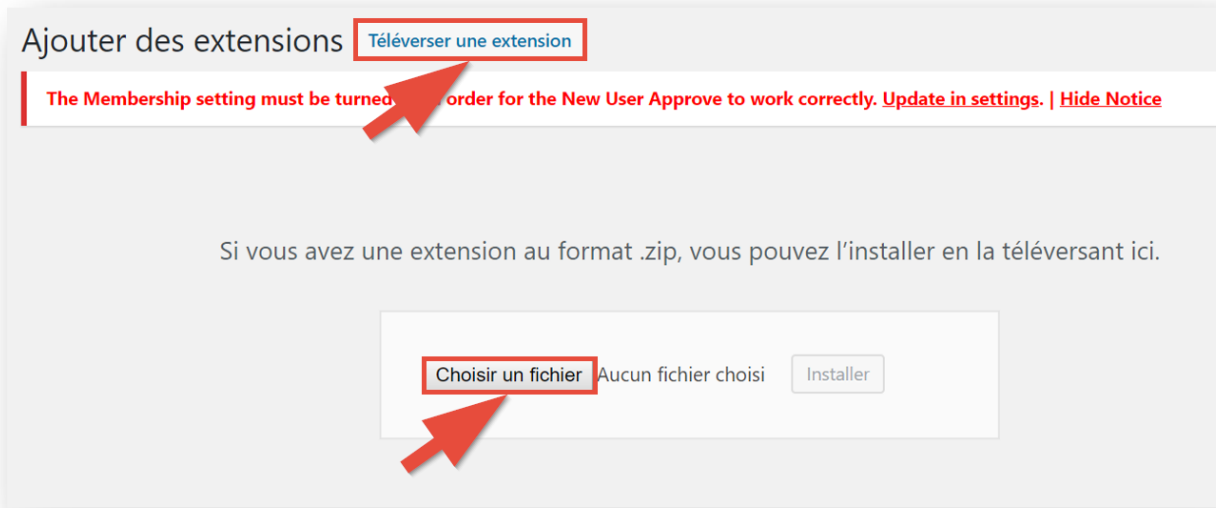 Ajouter des extensions Téléverser une extension
The Membership setting must be turned order for the New User Approve to work correctly. Update in settings. | Hide Notice
Si vous avez une extension au format .zip, vous pouvez l’installer en la téléversant ici.
Choisir un fichier Aucun fichier choisi Installer